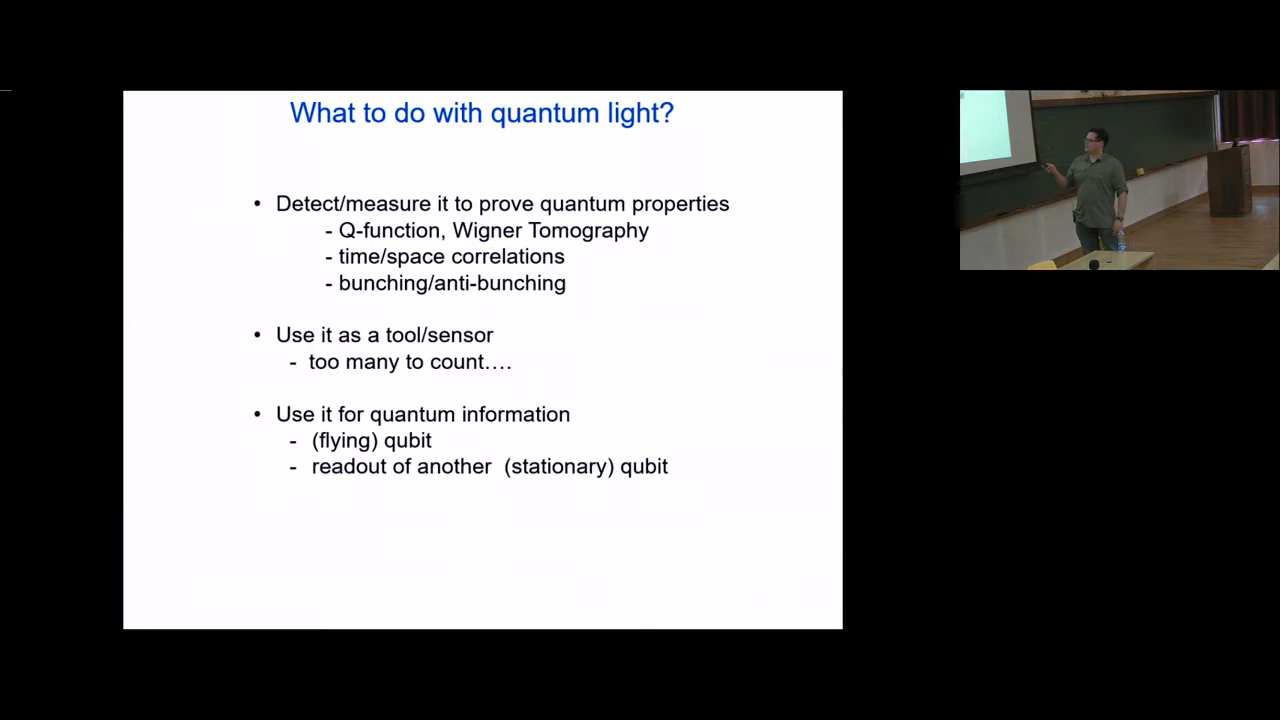 What to do with quantum light?
• Detect/measure it to prove quantum properties
- Q-function, Wigner Tomography
- time/space correlations
- bunching/anti-bunching
• Use it as a tool/sensor
- too many to count....
• Use it for quantum information
- (flying) qubit
- readout of another (stationary) qubit